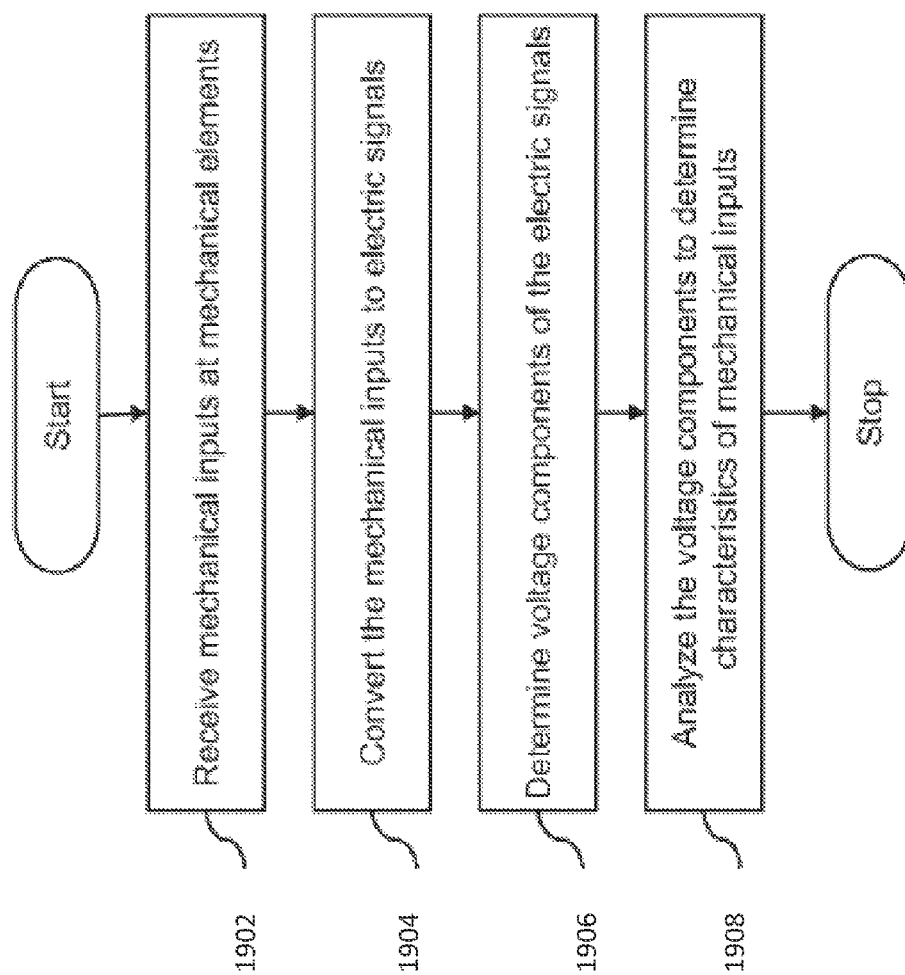 Start
Receive mechanical inputs at mechanical elements
1902
Convert the mechanical inputs to electric signals
1904
Determine voltage components of the electric signals
1906
Analyze the voltage components to determine
characteristics of mechanical inputs
1908
Stop